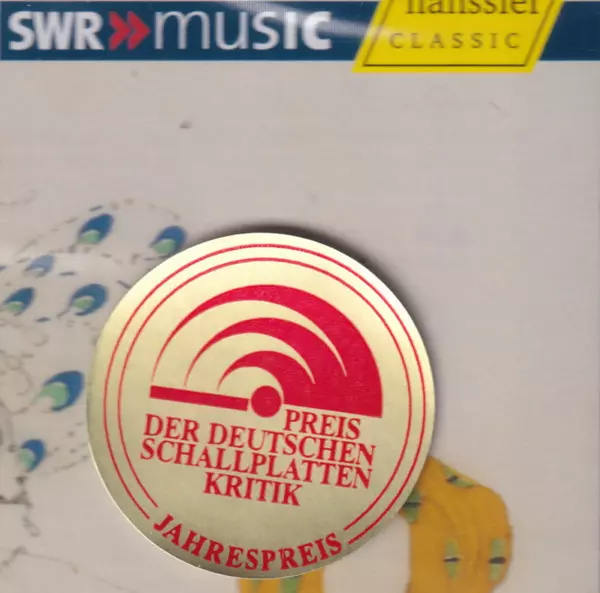 SWR»music
hänssler
CLASSIC
PREIS
DER DEUTSCHEN
SCHALLPLATTEN
KRITIK
JAHRESPREIS